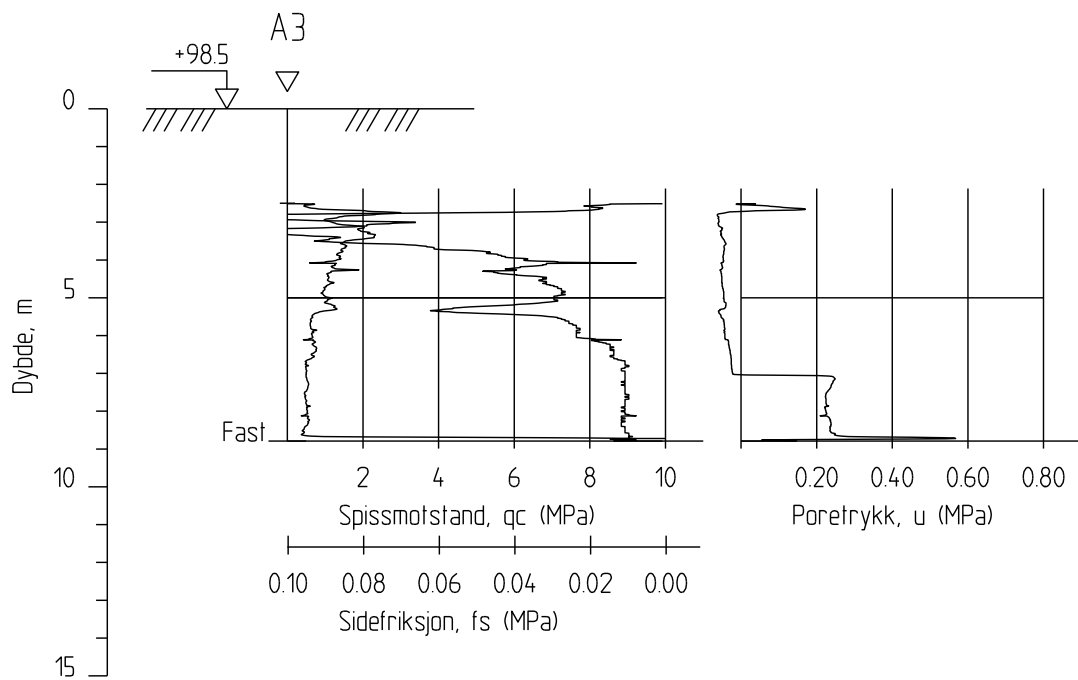 A3
+98.5
0
5
10
15
Dybde, m
Fast
2 4 6 8 10
Spissmotstand, qc (MPa)
0.10 0.08 0.06 0.04 0.02 0.00
Sidefriksjon, fs (MPa)
0.20 0.40 0.60 0.80
Poretrykk, u (MPa)